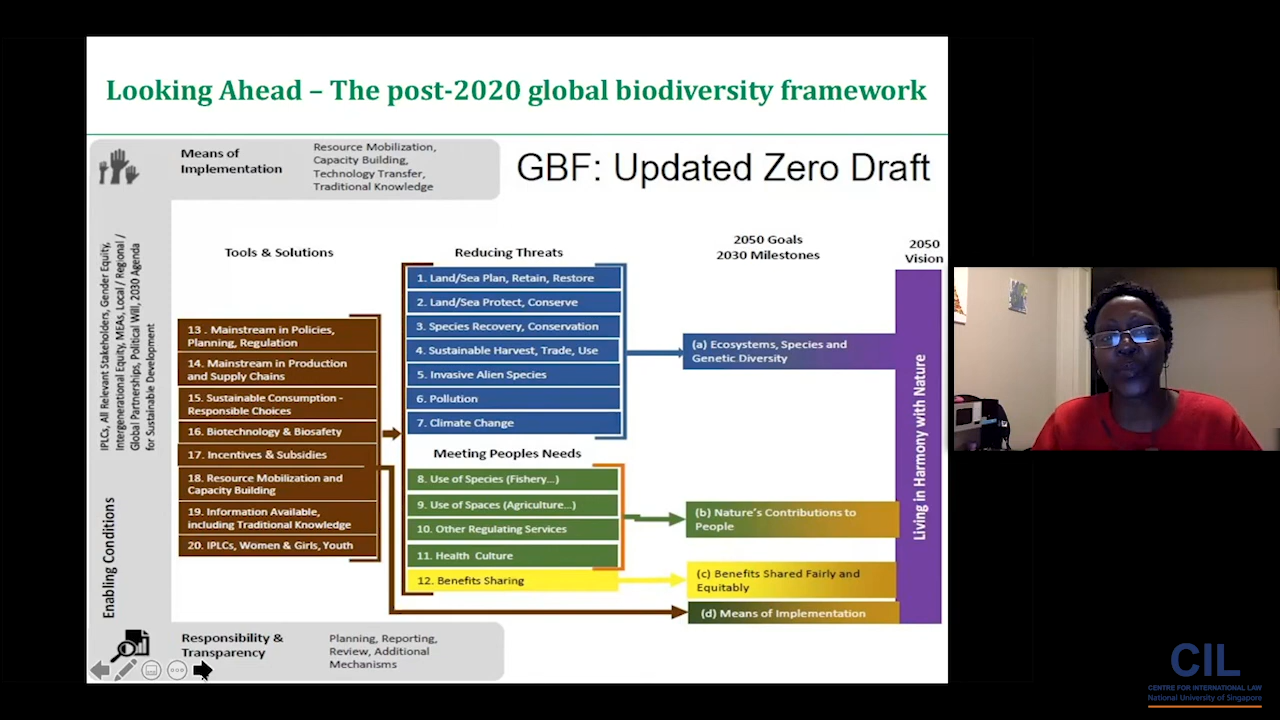 Looking Ahead – The post-2020 global biodiversity framework
Means of
Implementation
Resource Mobilization,
Capacity Building,
Technology Transfer,
Traditional Knowledge
GBF: Updated Zero Draft
IPLCs, All Relevant Stakeholders, Gender Equity,
Intergenerational Equity, MEAs, Local / Regional /
Global Partnerships, Political Will, 2030 Agenda
for Sustainable Development
Enabling Conditions
Tools & Solutions
13 . Mainstream in Policies,
Planning, Regulation
14. Mainstream in Production
and Supply Chains
15. Sustainable Consumption -
Responsible Choices
16. Biotechnology & Biosafety
17. Incentives & Subsidies
18. Resource Mobilization and
Capacity Building
19. Information Available,
including Traditional Knowledge
20. IPLCs, Women & Girls, Youth
Reducing Threats
1. Land/Sea Plan, Retain, Restore
2. Land/Sea Protect, Conserve
3. Species Recovery, Conservation
4. Sustainable Harvest, Trade, Use
5. Invasive Alien Species
6. Pollution
7. Climate Change
Meeting Peoples Needs
8. Use of Species (Fishery...)
9. Use of Spaces (Agriculture...)
10. Other Regulating Services
11. Health Culture
12. Benefits Sharing
2050 Goals
2030 Milestones
(a) Ecosystems, Species and
Genetic Diversity
(b) Nature's Contributions to
People
(c) Benefits Shared Fairly and
Equitably
(d) Means of Implementation
2050
Vision
Living in Harmony with Nature
Responsibility &
Transparency
Planning, Reporting,
Review, Additional
Mechanisms
CIL
CENTRE FOR INTERNATIONAL LAW
National University of Singapore